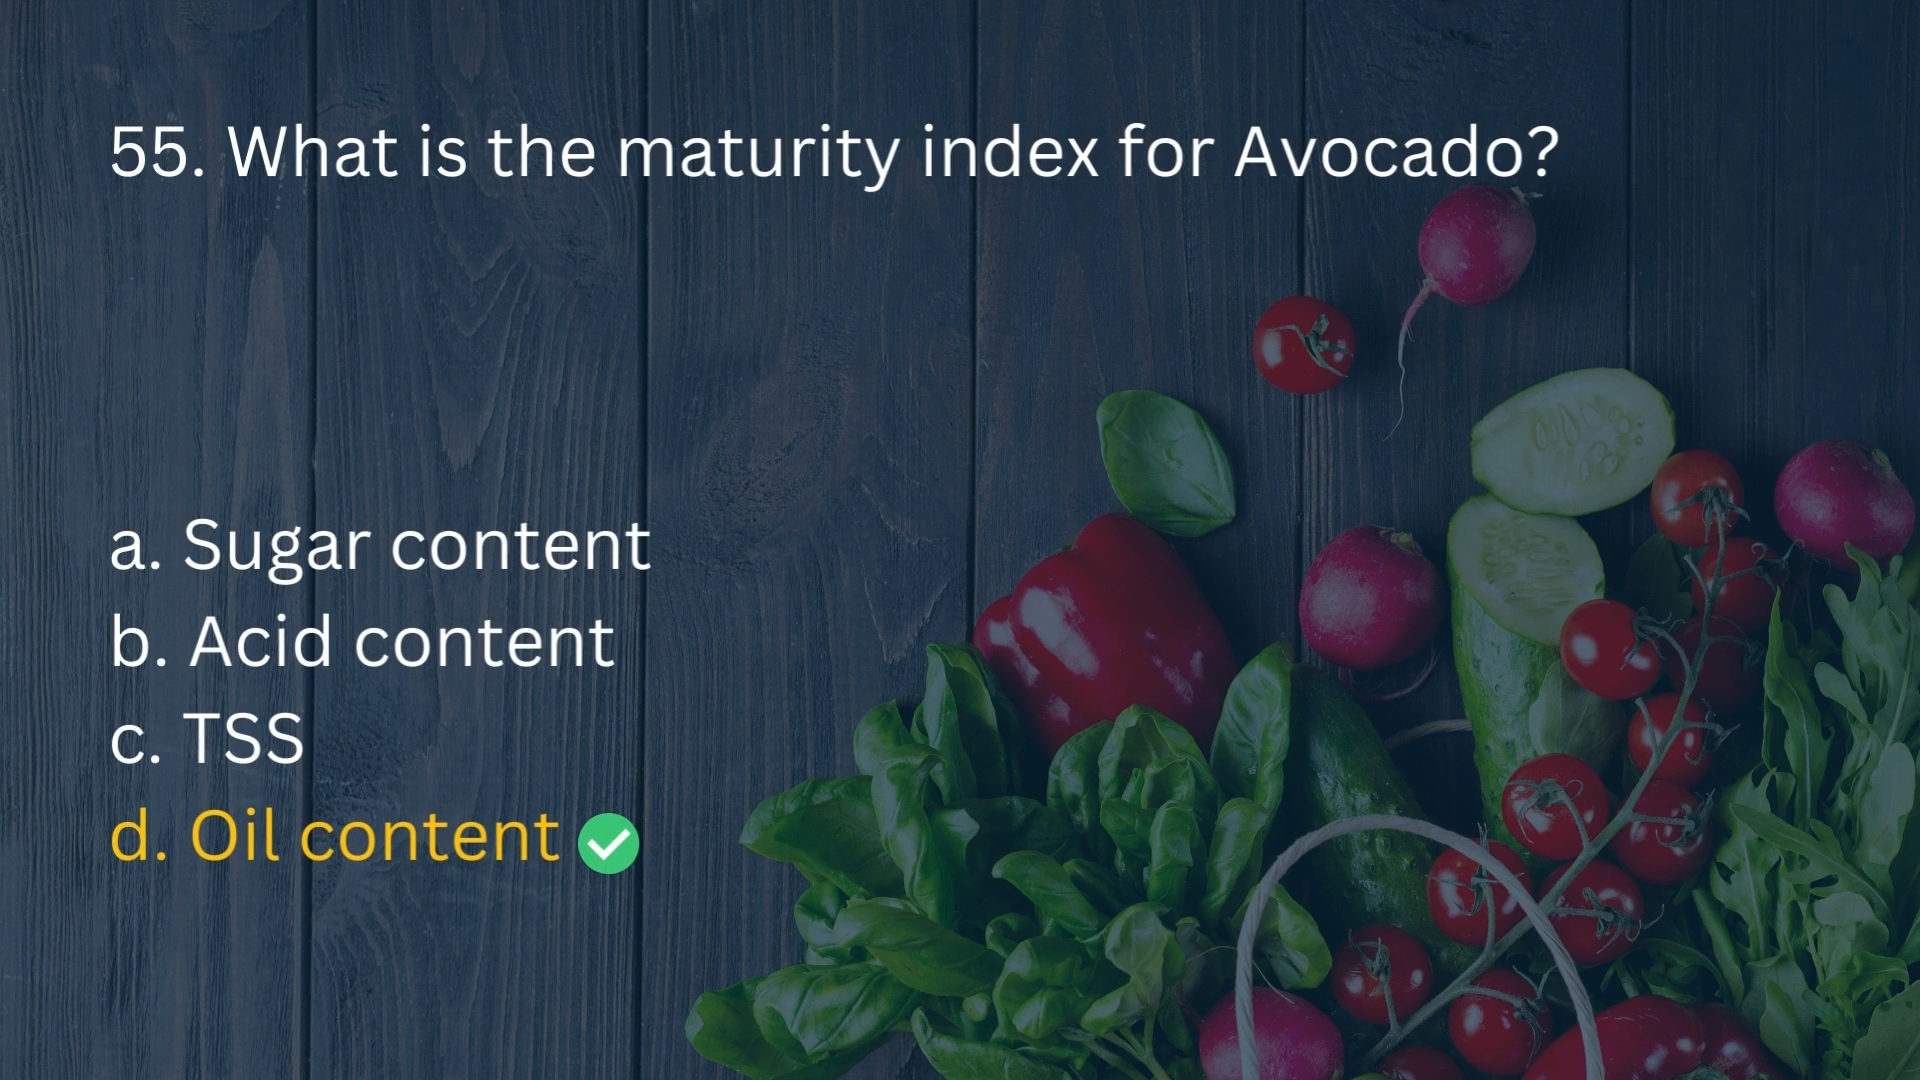 55. What is the maturity index for Avocado?
a. Sugar content
b. Acid content
c. TSS
d. Oil content ✅